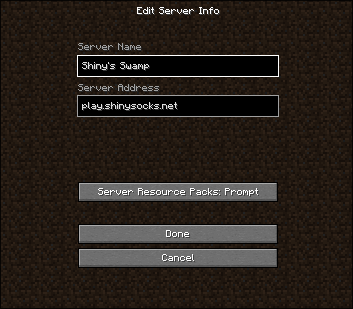 Edit Server Info
Server Name
Shiny's Swamp
Server Address
play.shinysocks.net
Server Resource Packs: Prompt
Done
Cancel